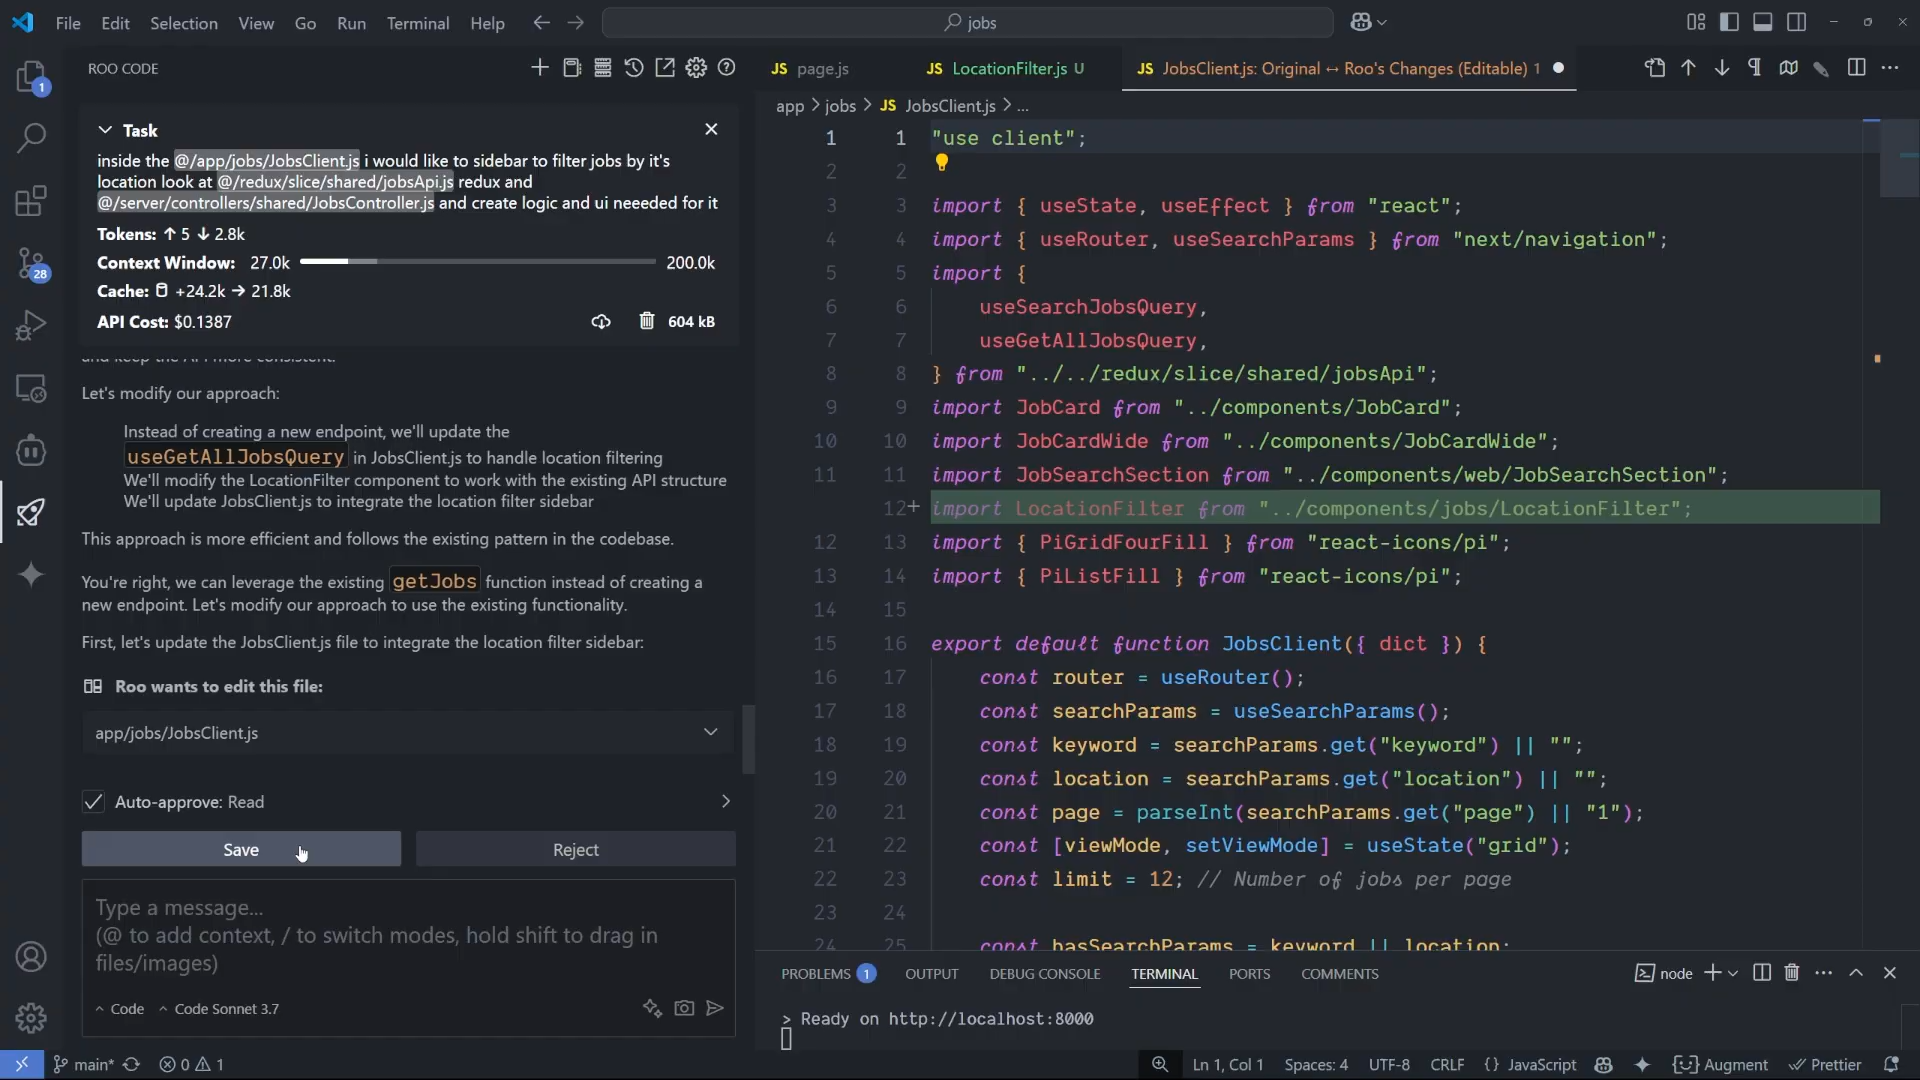 File Edit Selection View Go Run Terminal Help
jobs
ROO CODE
Task
inside the @/app/jobs/JobsClient.js i would like to sidebar to filter jobs by it's
location look at @/redux/slice/shared/jobsApi.js redux and
@/server/controllers/shared/JobsController.js and create logic and ui neeeded for it
Tokens: ↑ 5 ↓ 2.8k
Context Window: 27.0k 200.0k
Cache: +24.2k → 21.8k
API Cost: $0.1387 604 kB
and keep the API more consistent.
Let's modify our approach:
Instead of creating a new endpoint, we'll update the
useGetAllJobsQuery in JobsClient.js to handle location filtering
We'll modify the LocationFilter component to work with the existing API structure
We'll update JobsClient.js to integrate the location filter sidebar
This approach is more efficient and follows the existing pattern in the codebase.
You're right, we can leverage the existing getJobs function instead of creating a
new endpoint. Let's modify our approach to use the existing functionality.
First, let's update the JobsClient.js file to integrate the location filter sidebar:
Roo wants to edit this file:
app/jobs/JobsClient.js
Auto-approve: Read
Save Reject
Type a message...
(@ to add context, / to switch modes, hold shift to drag in
files/images)
^ Code ^ Code Sonnet 3.7
1
28
JS page.js JS LocationFilter.js U JS JobsClient.js: Original ↔ Roo's Changes (Editable) 1
app > jobs > JS JobsClient.js > ...
1 1 "use client";
2 2
3 3 import { useState, useEffect } from "react";
4 4 import { useRouter, useSearchParams } from "next/navigation";
5 5 import {
6 6 useSearchJobsQuery,
7 7 useGetAllJobsQuery,
8 8 } from "../../redux/slice/shared/jobsApi";
9 9 import JobCard from "../components/JobCard";
10 10 import JobCardWide from "../components/JobCardWide";
11 11 import JobSearchSection from "../components/web/JobSearchSection";
12+ import LocationFilter from "../components/jobs/LocationFilter";
12 13 import { PiGridFourFill } from "react-icons/pi";
13 14 import { PiListFill } from "react-icons/pi";
14 15
15 16 export default function JobsClient({ dict }) {
16 17 const router = useRouter();
17 18 const searchParams = useSearchParams();
18 19 const keyword = searchParams.get("keyword") || "";
19 20 const location = searchParams.get("location") || "";
20 21 const page = parseInt(searchParams.get("page") || "1");
21 22 const [viewMode, setViewMode] = useState("grid");
22 23 const limit = 12; // Number of jobs per page
23 24
24 25 const hasSearchParams = keyword || location;
PROBLEMS 1 OUTPUT DEBUG CONSOLE TERMINAL PORTS COMMENTS node
> Ready on http://localhost:8000
main* 0 1 Ln 1, Col 1 Spaces: 4 UTF-8 CRLF {} JavaScript Augment Prettier